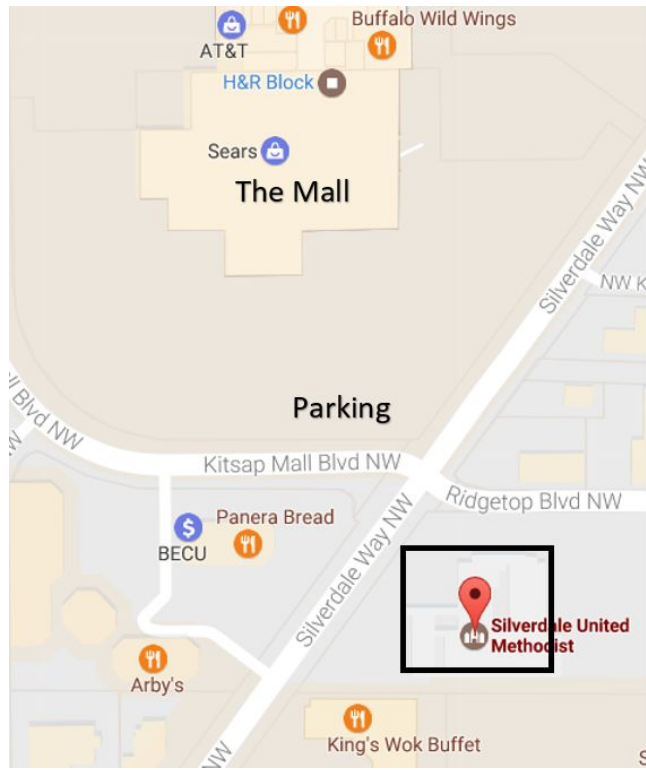 Buffalo Wild Wings
AT&T
H&R Block
Sears
The Mall
Silverdale Way NW
NW K
Parking
ll Blvd NW
W
Kitsap Mall Blvd NW
Ridgetop Blvd NW
Panera Bread
$
BECU
Silverdale Way NW
Silverdale United
Methodist
Arby's
King's Wok Buffet
NW
S